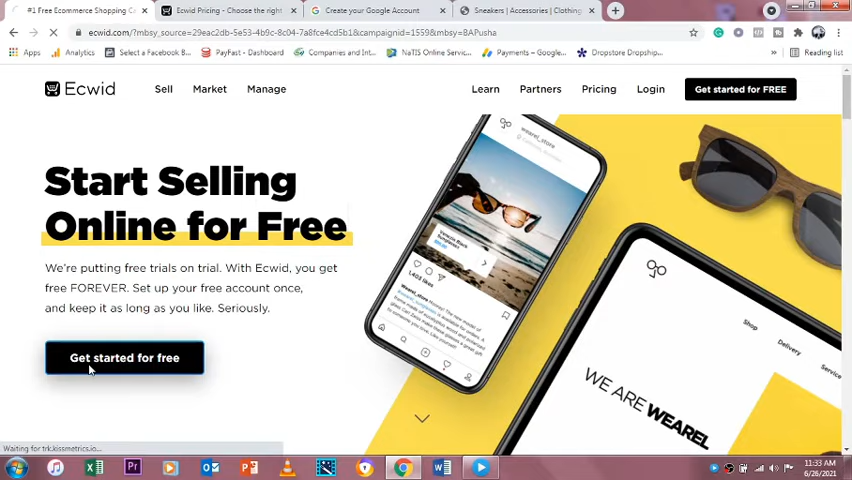 #1 Free Ecommerce Shopping C
Ecwid Pricing - Choose the right
Create your Google Account
Sneakers | Accessories | Clothing
ecwid.com/?mbsy_source=29eac2db-5e53-4b9c-8c04-7a8cd6fce4d5b1&campaignid=1559&mbsy=BAPusha
Apps
Analytics
Select a Facebook B...
PayFast - Dashboard
Companies and Int...
NaTIS Online Servic...
Payments – Google...
Dropstore Dropship...
»
Reading list
Ecwid
Sell
Market
Manage
Learn
Partners
Pricing
Login
Get started for FREE
Start Selling
Online for Free
We're putting free trials on trial. With Ecwid, you get
free FOREVER. Set up your free account once,
and keep it as long as you like. Seriously.
Get started for free
wearel_store
Shop
Delivery
Service
WE ARE WEAREL
Waiting for trk.kissmetrics.io...
11:33 AM
6/26/2021